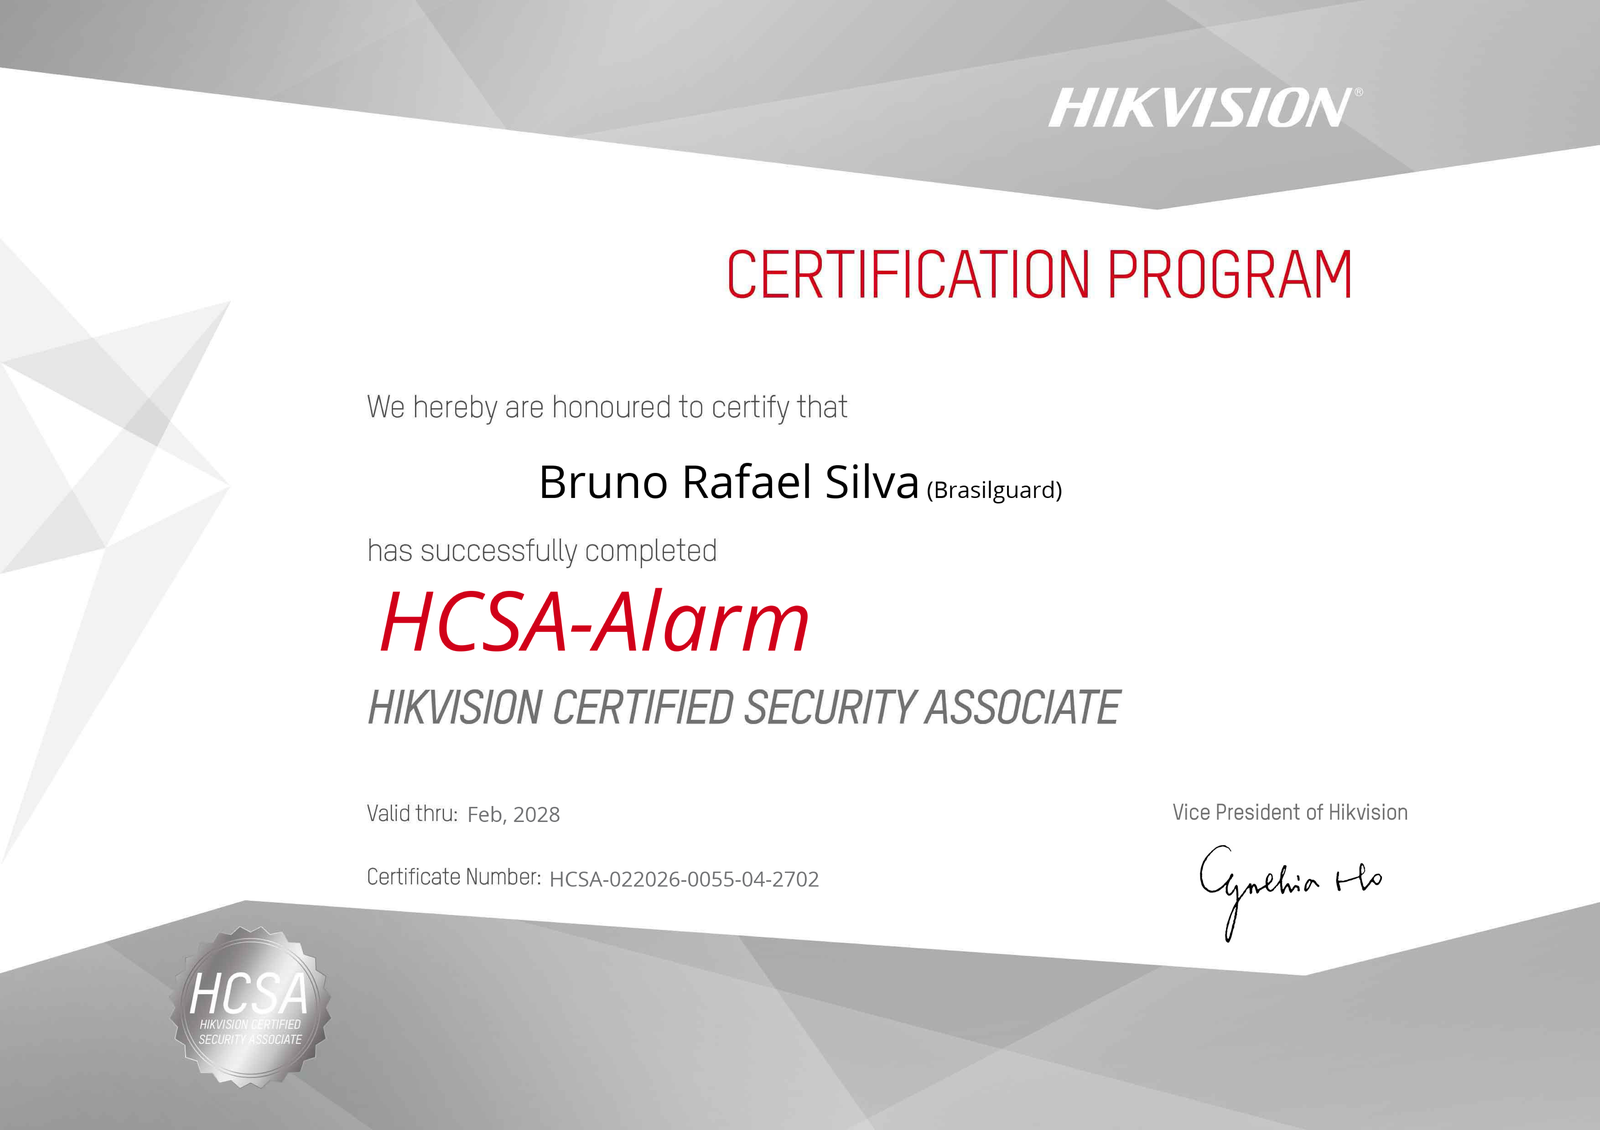 HIKVISION®
CERTIFICATION PROGRAM
We hereby are honoured to certify that
Bruno Rafael Silva (Brasilguard)
has successfully completed
HCSA-Alarm
HIKVISION CERTIFIED SECURITY ASSOCIATE
Valid thru: Feb, 2028
Vice President of Hikvision
Certificate Number: HCSA-022026-0055-04-2702
Cynthia Ho
HCSA
HIKVISION CERTIFIED
SECURITY ASSOCIATE